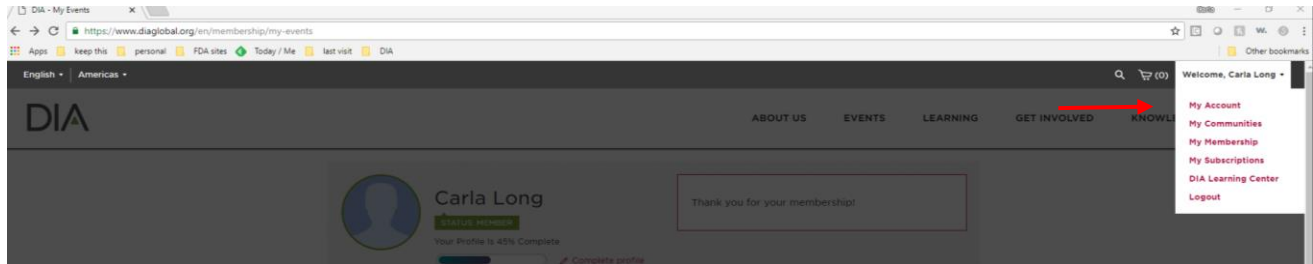 DIA - My Events
https://www.diaglobal.org/en/membership/my-events
Apps keep this personal FDA sites Today / Me last visit DIA Other bookmarks
English Americas (0) Welcome, Carla Long
My Account
DIA ABOUT US EVENTS LEARNING GET INVOLVED KNOWLE
My Communities
My Membership
My Subscriptions
DIA Learning Center
Logout
Carla Long
STATUS MEMBER
Your Profile Is 45% Complete
Complete profile
Thank you for your membership!